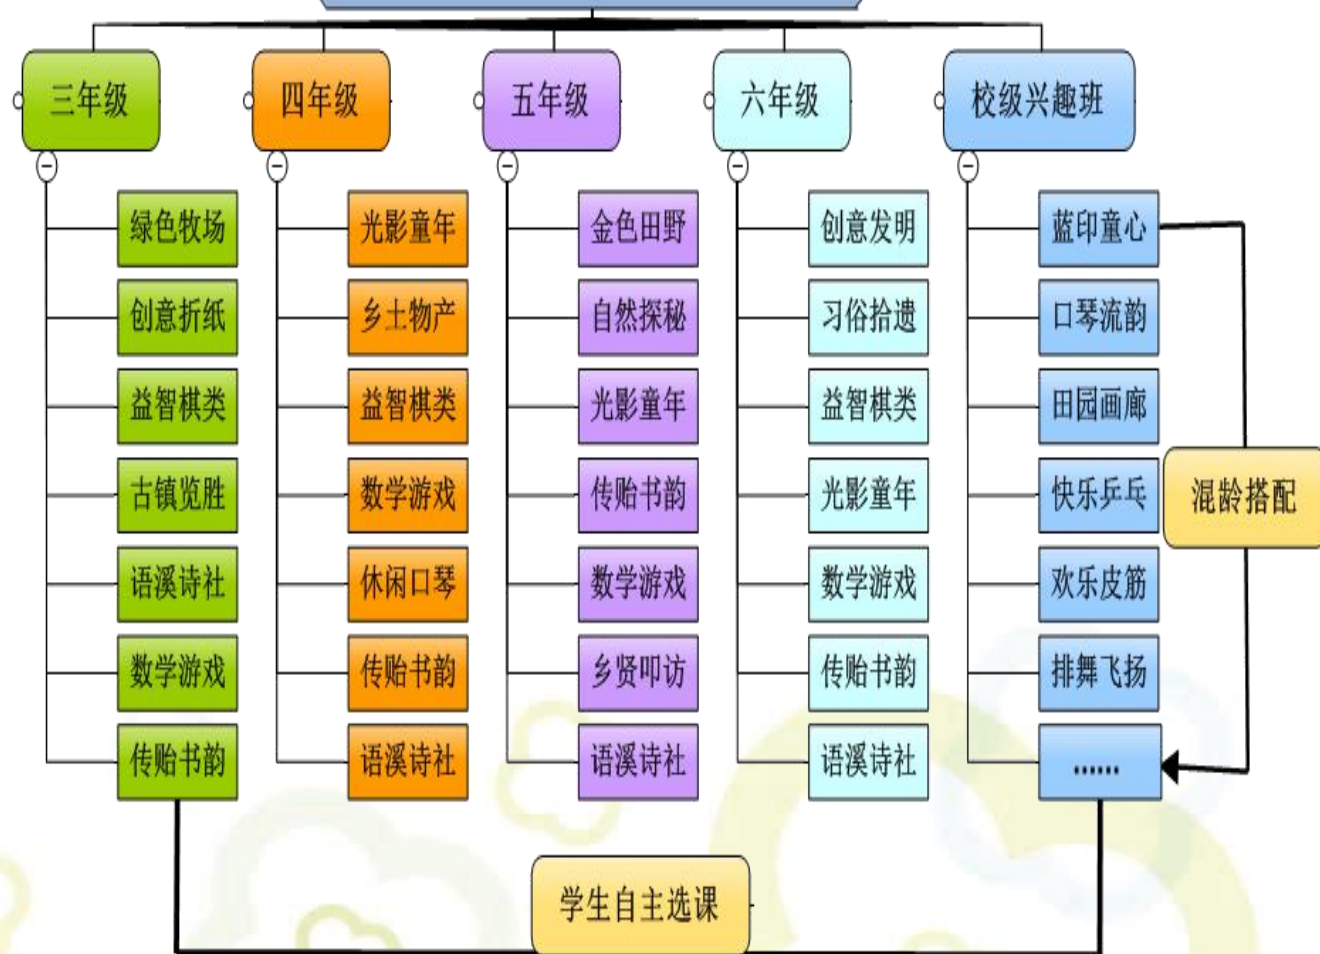 三年级
四年级
五年级
六年级
校级兴趣班
绿色牧场
创意折纸
益智棋类
古镇览胜
语溪诗社
数学游戏
传贻书韵
光影童年
乡土物产
益智棋类
数学游戏
休闲口琴
传贻书韵
语溪诗社
金色田野
自然探秘
光影童年
传贻书韵
数学游戏
乡贤叩访
语溪诗社
创意发明
习俗拾遗
益智棋类
光影童年
数学游戏
传贻书韵
语溪诗社
蓝印童心
口琴流韵
田园画廊
快乐乒乓
欢乐皮筋
排舞飞扬
……
混龄搭配
学生自主选课